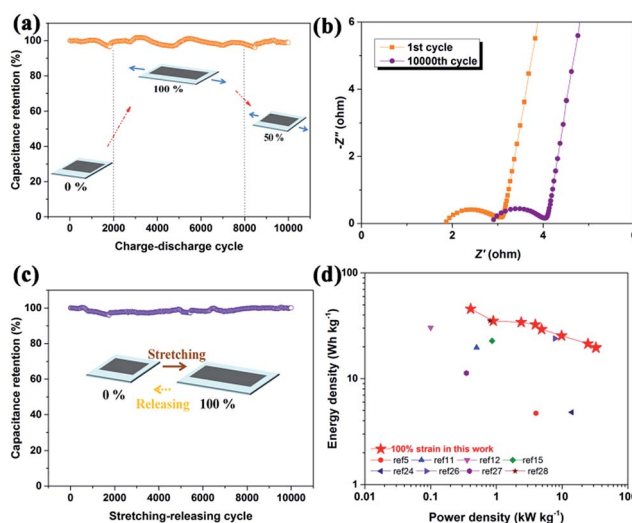 (a)
Capacitance retention (%)
100
80
60
40
20
0
0 %
100 %
50 %
0 2000 4000 6000 8000 10000
Charge-discharge cycle
(b)
-Z'' (ohm)
6
4
2
0
1st cycle
10000th cycle
0 2 4 6
Z' (ohm)
(c)
Capacitance retention (%)
100
80
60
40
20
0
Stretching
0 %
Releasing
100 %
0 2000 4000 6000 8000 10000
Stretching-releasing cycle
(d)
Energy density (Wh kg⁻¹)
100
10
1
100% strain in this work
ref5 ref11 ref12 ref15
ref24 ref26 ref27 ref28
0.01 0.1 1 10 100
Power density (kW kg⁻¹)